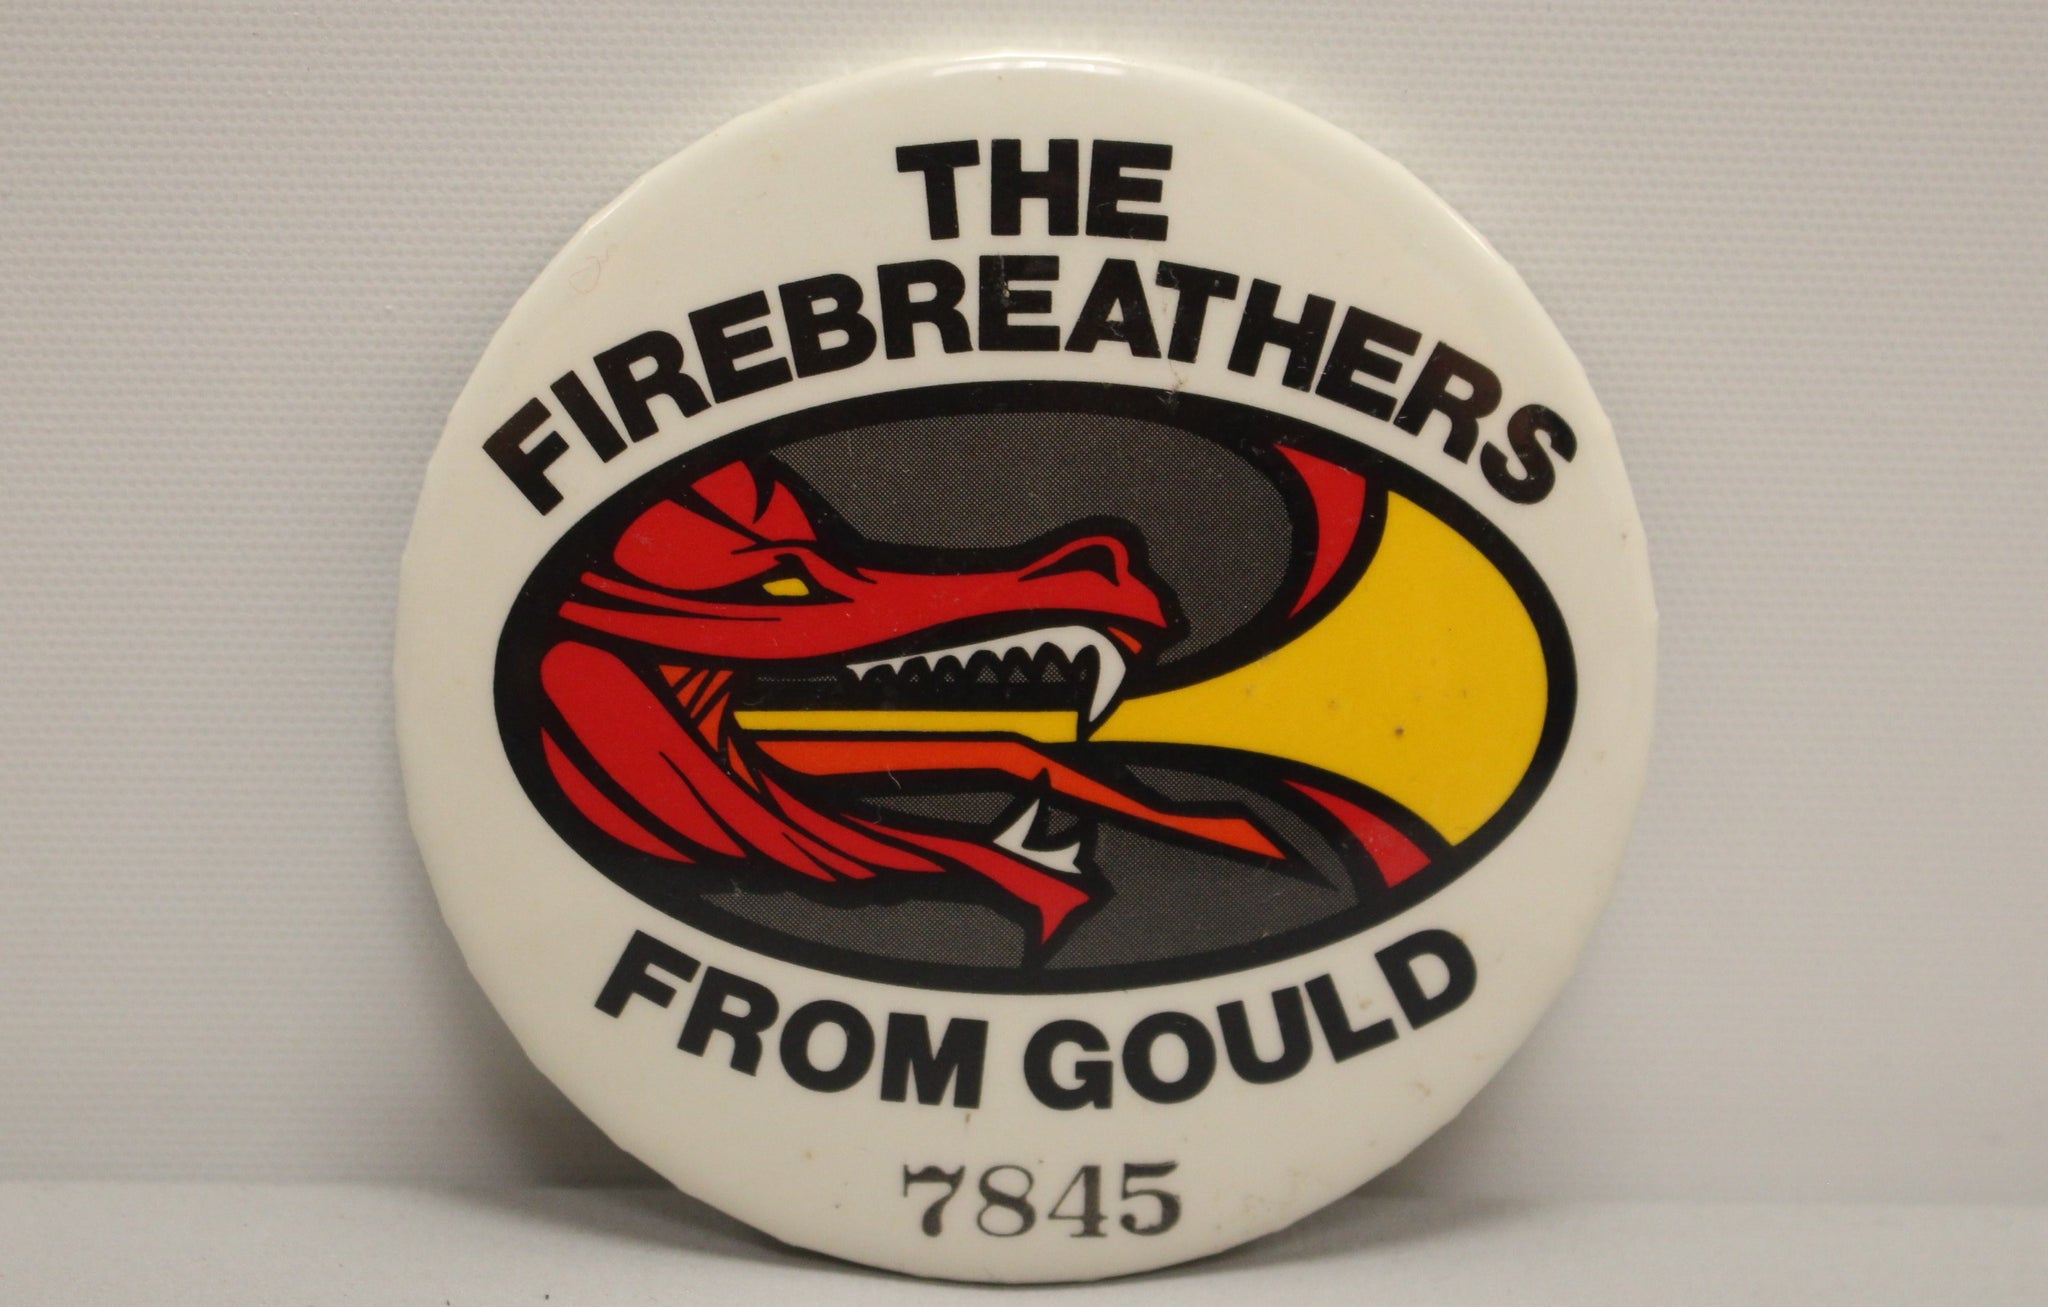 THE
FIREBREATHERS
FROM GOULD
7845